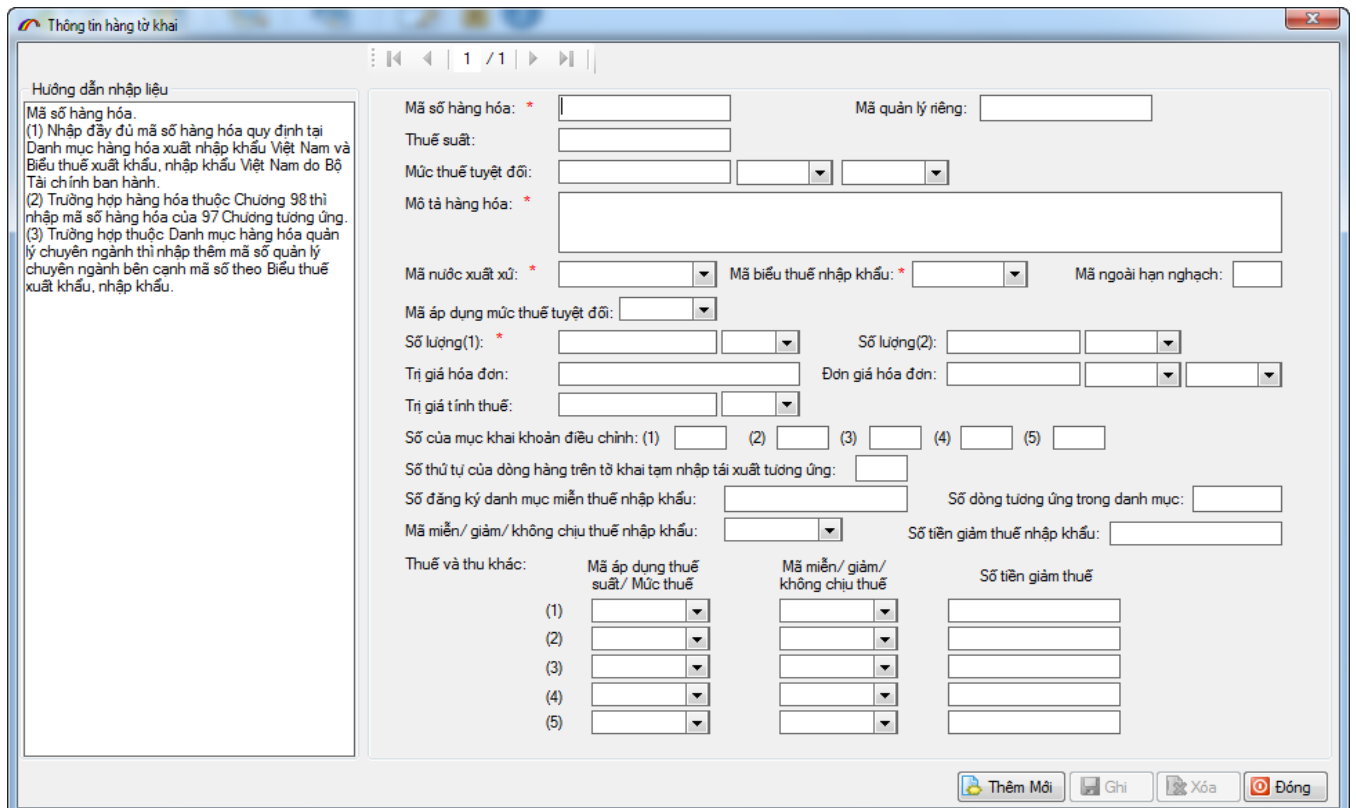 Thông tin hàng tờ khai
1 / 1
Hướng dẫn nhập liệu
Mã số hàng hóa.
(1) Nhập đầy đủ mã số hàng hóa quy định tại
Danh mục hàng hóa xuất nhập khẩu Việt Nam và
Biểu thuế xuất khẩu, nhập khẩu Việt Nam do Bộ
Tài chính ban hành.
(2) Trường hợp hàng hóa thuộc Chương 98 thì
nhập mã số hàng hóa của 97 Chương tương ứng.
(3) Trường hợp thuộc Danh mục hàng hóa quản
lý chuyên ngành thì nhập thêm mã số quản lý
chuyên ngành bên cạnh mã số theo Biểu thuế
xuất khẩu, nhập khẩu.
Mã số hàng hóa: * Mã quản lý riêng:
Thuế suất:
Mức thuế tuyệt đối:
Mô tả hàng hóa: *
Mã nước xuất xứ: * Mã biểu thuế nhập khẩu: * Mã ngoài hạn nghạch:
Mã áp dụng mức thuế tuyệt đối:
Số lượng(1): * Số lượng(2):
Trị giá hóa đơn: Đơn giá hóa đơn:
Trị giá tính thuế:
Số của mục khai khoản điều chỉnh: (1) (2) (3) (4) (5)
Số thứ tự của dòng hàng trên tờ khai tạm nhập tái xuất tương ứng:
Số đăng ký danh mục miễn thuế nhập khẩu: Số dòng tương ứng trong danh mục:
Mã miễn/ giảm/ không chịu thuế nhập khẩu: Số tiền giảm thuế nhập khẩu:
Thuế và thu khác:
Mã áp dụng thuế
suất/ Mức thuế
Mã miễn/ giảm/
không chịu thuế
Số tiền giảm thuế
(1)
(2)
(3)
(4)
(5)
Thêm Mới Ghi Xóa Đóng